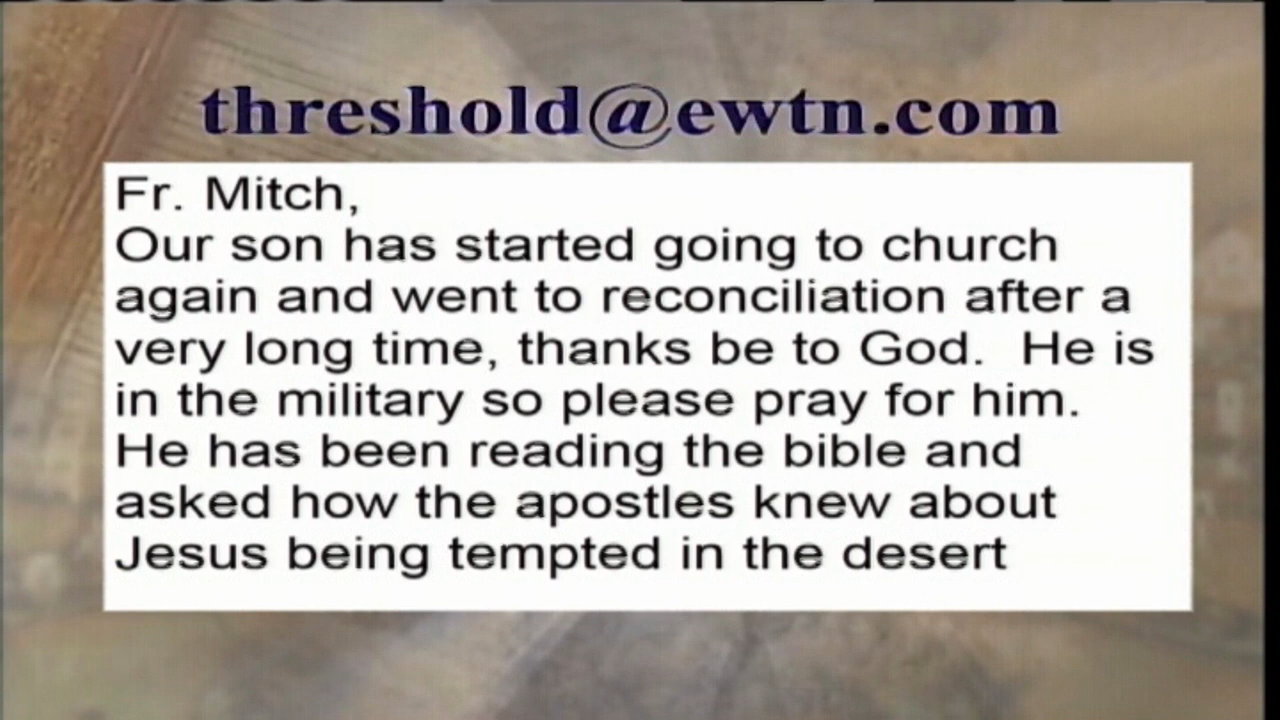 threshold@ewtn.com
Fr. Mitch,
Our son has started going to church
again and went to reconciliation after a
very long time, thanks be to God.  He is
in the military so please pray for him.
He has been reading the bible and
asked how the apostles knew about
Jesus being tempted in the desert